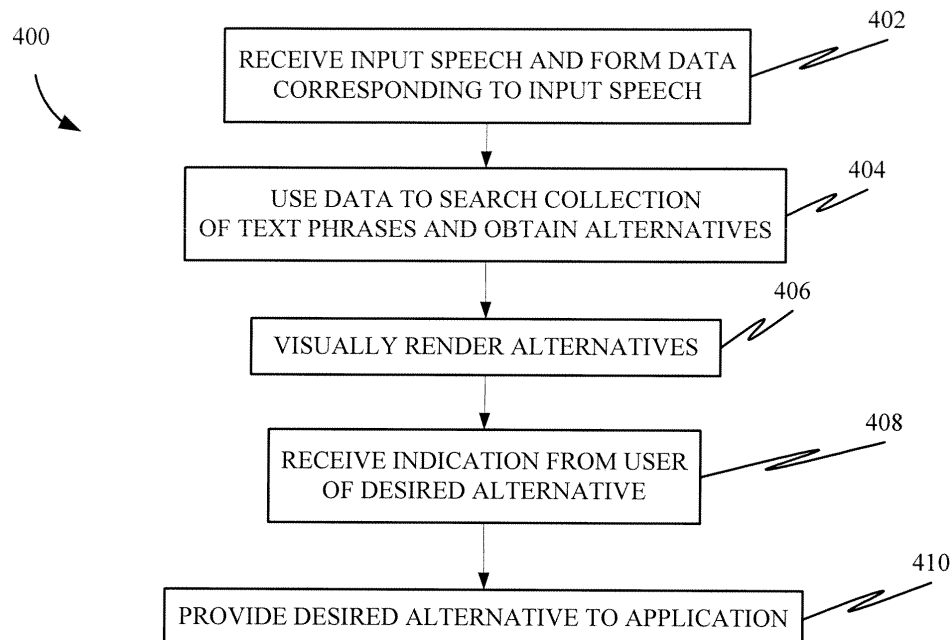 400
402
RECEIVE INPUT SPEECH AND FORM DATA
CORRESPONDING TO INPUT SPEECH
404
USE DATA TO SEARCH COLLECTION
OF TEXT PHRASES AND OBTAIN ALTERNATIVES
406
VISUALLY RENDER ALTERNATIVES
408
RECEIVE INDICATION FROM USER
OF DESIRED ALTERNATIVE
410
PROVIDE DESIRED ALTERNATIVE TO APPLICATION